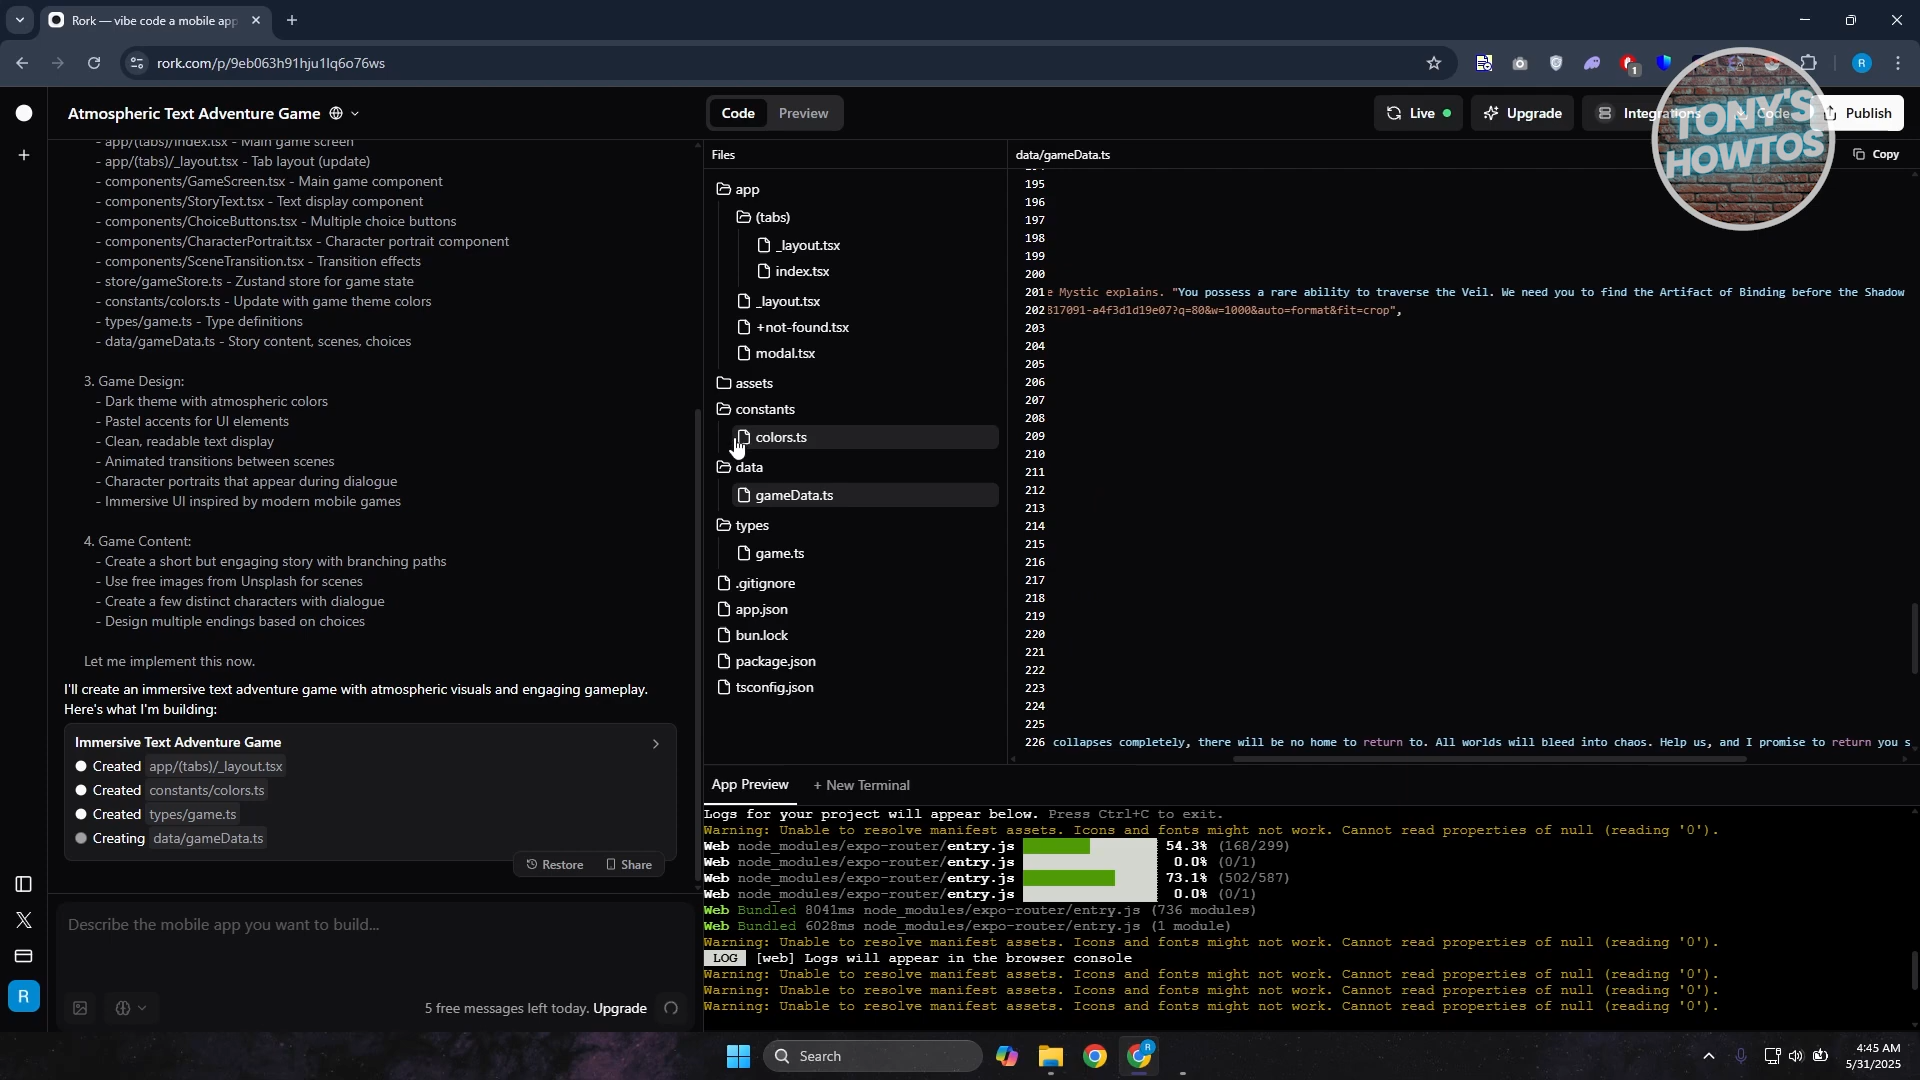 Rork — vibe code a mobile app
rork.com/p/9eb063h91hju1lq6o76ws
1
R
Atmospheric Text Adventure Game
Code
Preview
Live
Upgrade
Integrations
Code
Publish
TONY'S
HOWTOS
- app/(tabs)/index.tsx - Main game screen
- app/(tabs)/_layout.tsx - Tab layout (update)
- components/GameScreen.tsx - Main game component
- components/StoryText.tsx - Text display component
- components/ChoiceButtons.tsx - Multiple choice buttons
- components/CharacterPortrait.tsx - Character portrait component
- components/SceneTransition.tsx - Transition effects
- store/gameStore.ts - Zustand store for game state
- constants/colors.ts - Update with game theme colors
- types/game.ts - Type definitions
- data/gameData.ts - Story content, scenes, choices
3. Game Design:
- Dark theme with atmospheric colors
- Pastel accents for UI elements
- Clean, readable text display
- Animated transitions between scenes
- Character portraits that appear during dialogue
- Immersive UI inspired by modern mobile games
4. Game Content:
- Create a short but engaging story with branching paths
- Use free images from Unsplash for scenes
- Create a few distinct characters with dialogue
- Design multiple endings based on choices
Let me implement this now.
I'll create an immersive text adventure game with atmospheric visuals and engaging gameplay.
Here's what I'm building:
Immersive Text Adventure Game
Created app/(tabs)/_layout.tsx
Created constants/colors.ts
Created types/game.ts
Creating data/gameData.ts
Restore
Share
Describe the mobile app you want to build...
5 free messages left today. Upgrade
R
Files
app
(tabs)
_layout.tsx
index.tsx
_layout.tsx
+not-found.tsx
modal.tsx
assets
constants
colors.ts
data
gameData.ts
types
game.ts
.gitignore
app.json
bun.lock
package.json
tsconfig.json
data/gameData.ts
Copy
195
196
197
198
199
200
201 e Mystic explains. "You possess a rare ability to traverse the Veil. We need you to find the Artifact of Binding before the Shadow
202 817091-a4f3d1d19e07?q=80&w=1000&auto=format&fit=crop",
203
204
205
206
207
208
209
210
211
212
213
214
215
216
217
218
219
220
221
222
223
224
225
226 collapses completely, there will be no home to return to. All worlds will bleed into chaos. Help us, and I promise to return you s
App Preview
+ New Terminal
Logs for your project will appear below. Press Ctrl+C to exit.
Warning: Unable to resolve manifest assets. Icons and fonts might not work. Cannot read properties of null (reading '0').
Web node_modules/expo-router/entry.js 54.3% (168/299)
Web node_modules/expo-router/entry.js 0.0% (0/1)
Web node_modules/expo-router/entry.js 73.1% (502/587)
Web node_modules/expo-router/entry.js 0.0% (0/1)
Web Bundled 8041ms node_modules/expo-router/entry.js (736 modules)
Web Bundled 6028ms node_modules/expo-router/entry.js (1 module)
Warning: Unable to resolve manifest assets. Icons and fonts might not work. Cannot read properties of null (reading '0').
LOG [web] Logs will appear in the browser console
Warning: Unable to resolve manifest assets. Icons and fonts might not work. Cannot read properties of null (reading '0').
Warning: Unable to resolve manifest assets. Icons and fonts might not work. Cannot read properties of null (reading '0').
Warning: Unable to resolve manifest assets. Icons and fonts might not work. Cannot read properties of null (reading '0').
Search
R
4:45 AM
5/31/2025